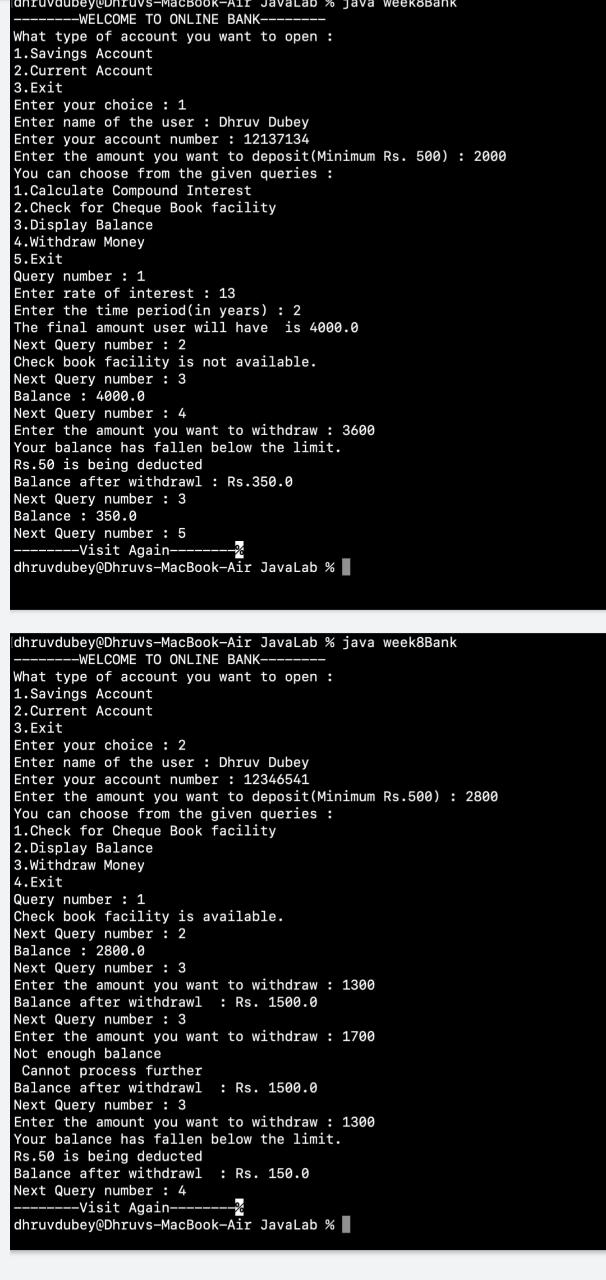 dhruvdubey@Dhruvs-MacBook-Air JavaLab % java week8Bank
--------WELCOME TO ONLINE BANK--------
What type of account you want to open :
1.Savings Account
2.Current Account
3.Exit
Enter your choice : 1
Enter name of the user : Dhruv Dubey
Enter your account number : 12137134
Enter the amount you want to deposit(Minimum Rs. 500) : 2000
You can choose from the given queries :
1.Calculate Compound Interest
2.Check for Cheque Book facility
3.Display Balance
4.Withdraw Money
5.Exit
Query number : 1
Enter rate of interest : 13
Enter the time period(in years) : 2
The final amount user will have  is 4000.0
Next Query number : 2
Check book facility is not available.
Next Query number : 3
Balance : 4000.0
Next Query number : 4
Enter the amount you want to withdraw : 3600
Your balance has fallen below the limit.
Rs.50 is being deducted
Balance after withdrawl : Rs.350.0
Next Query number : 3
Balance : 350.0
Next Query number : 5
--------Visit Again--------%
dhruvdubey@Dhruvs-MacBook-Air JavaLab %
[dhruvdubey@Dhruvs-MacBook-Air JavaLab % java week8Bank
--------WELCOME TO ONLINE BANK--------
What type of account you want to open :
1.Savings Account
2.Current Account
3.Exit
Enter your choice : 2
Enter name of the user : Dhruv Dubey
Enter your account number : 12346541
Enter the amount you want to deposit(Minimum Rs.500) : 2800
You can choose from the given queries :
1.Check for Cheque Book facility
2.Display Balance
3.Withdraw Money
4.Exit
Query number : 1
Check book facility is available.
Next Query number : 2
Balance : 2800.0
Next Query number : 3
Enter the amount you want to withdraw : 1300
Balance after withdrawl  : Rs. 1500.0
Next Query number : 3
Enter the amount you want to withdraw : 1700
Not enough balance
 Cannot process further
Balance after withdrawl  : Rs. 1500.0
Next Query number : 3
Enter the amount you want to withdraw : 1300
Your balance has fallen below the limit.
Rs.50 is being deducted
Balance after withdrawl  : Rs. 150.0
Next Query number : 4
--------Visit Again--------%
dhruvdubey@Dhruvs-MacBook-Air JavaLab %